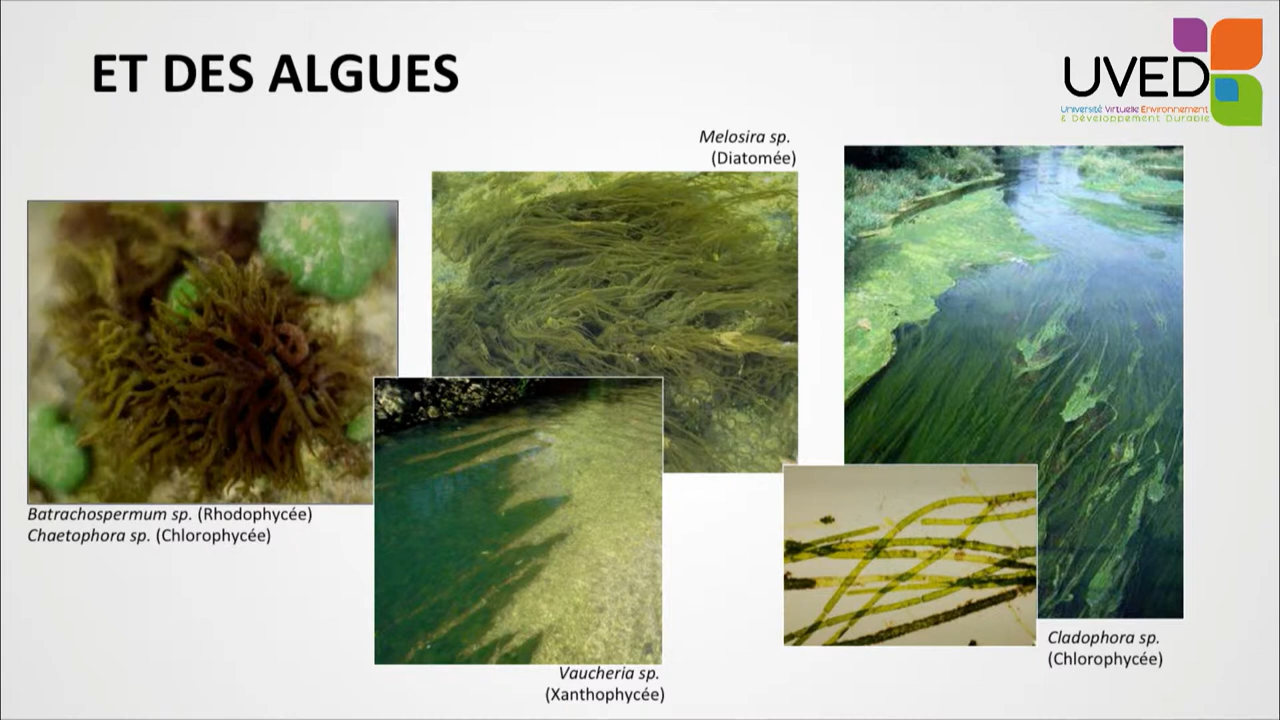 ET DES ALGUES
UVED
Université Virtuelle Environnement
& Développement Durable
Melosira sp.
(Diatomée)
Batrachospermum sp. (Rhodophycée)
Chaetophora sp. (Chlorophycée)
Vaucheria sp.
(Xanthophycée)
Cladophora sp.
(Chlorophycée)